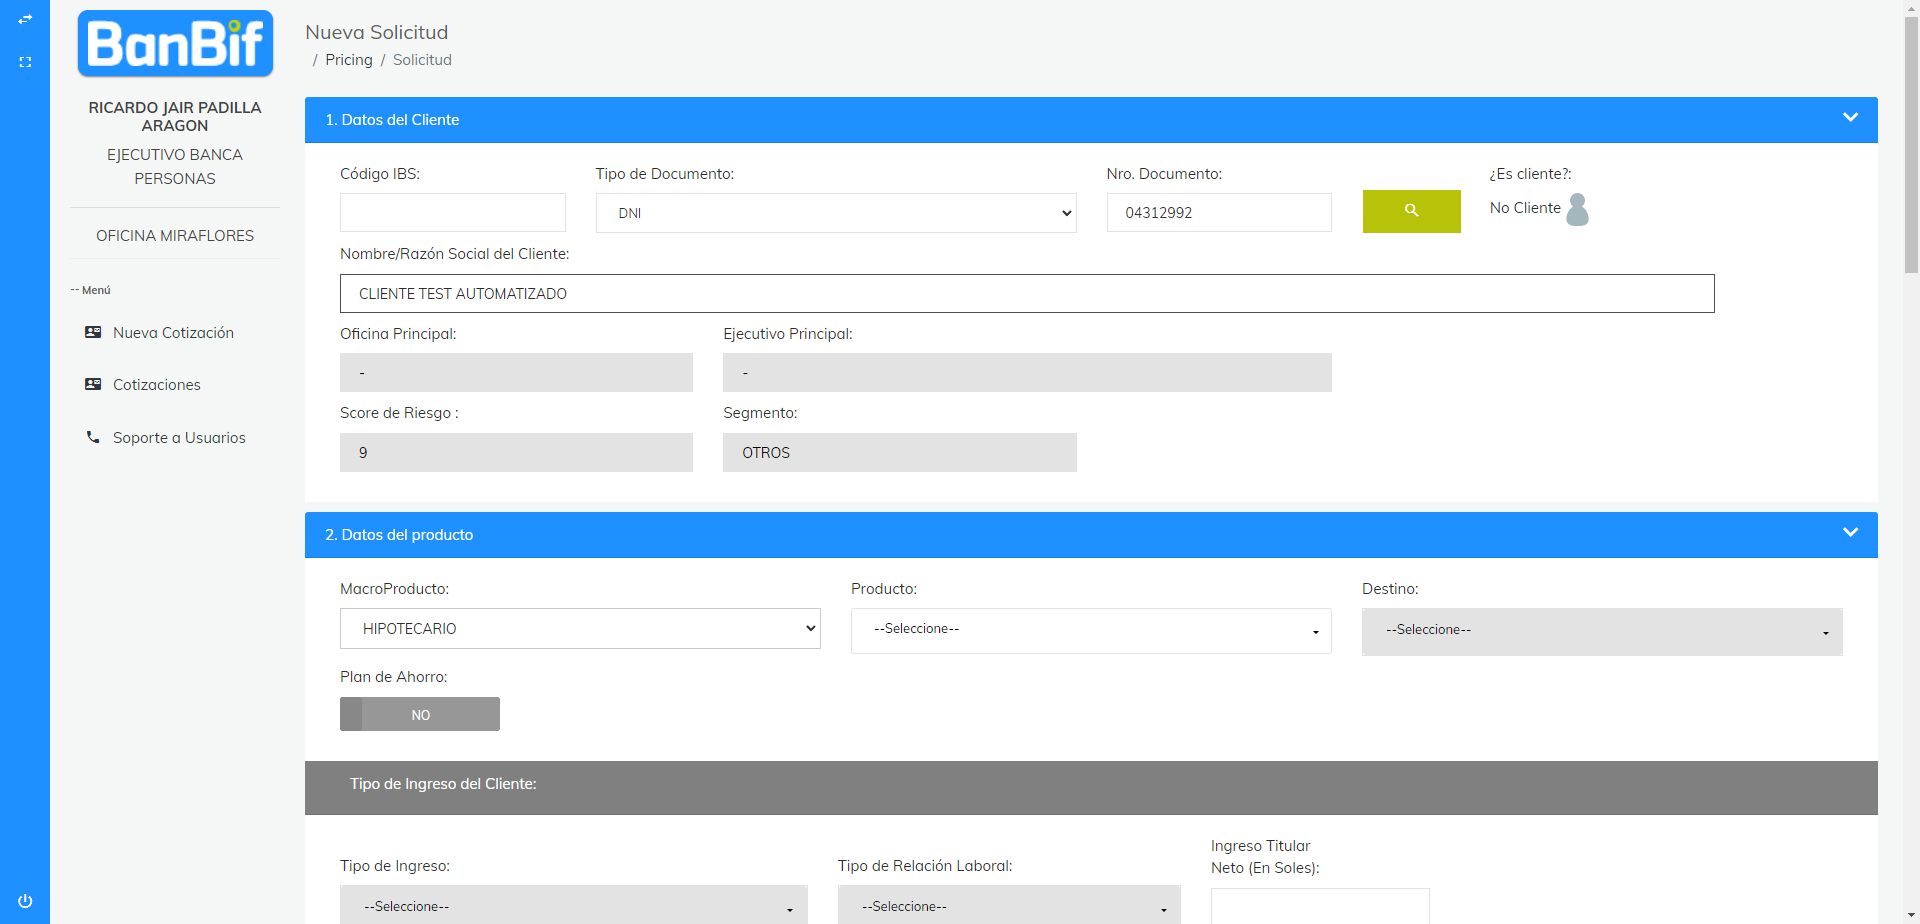 BanBif
RICARDO JAIR PADILLA
ARAGON
EJECUTIVO BANCA
PERSONAS
OFICINA MIRAFLORES
-- Menú
Nueva Cotización
Cotizaciones
Soporte a Usuarios
Nueva Solicitud
/ Pricing / Solicitud
1. Datos del Cliente
Código IBS:
Tipo de Documento:
Nro. Documento:
¿Es cliente?:
DNI
04312992
No Cliente
Nombre/Razón Social del Cliente:
CLIENTE TEST AUTOMATIZADO
Oficina Principal:
Ejecutivo Principal:
-
-
Score de Riesgo :
Segmento:
9
OTROS
2. Datos del producto
MacroProducto:
Producto:
Destino:
HIPOTECARIO
--Seleccione--
--Seleccione--
Plan de Ahorro:
NO
Tipo de Ingreso del Cliente:
Tipo de Ingreso:
Tipo de Relación Laboral:
Ingreso Titular
Neto (En Soles):
--Seleccione--
--Seleccione--